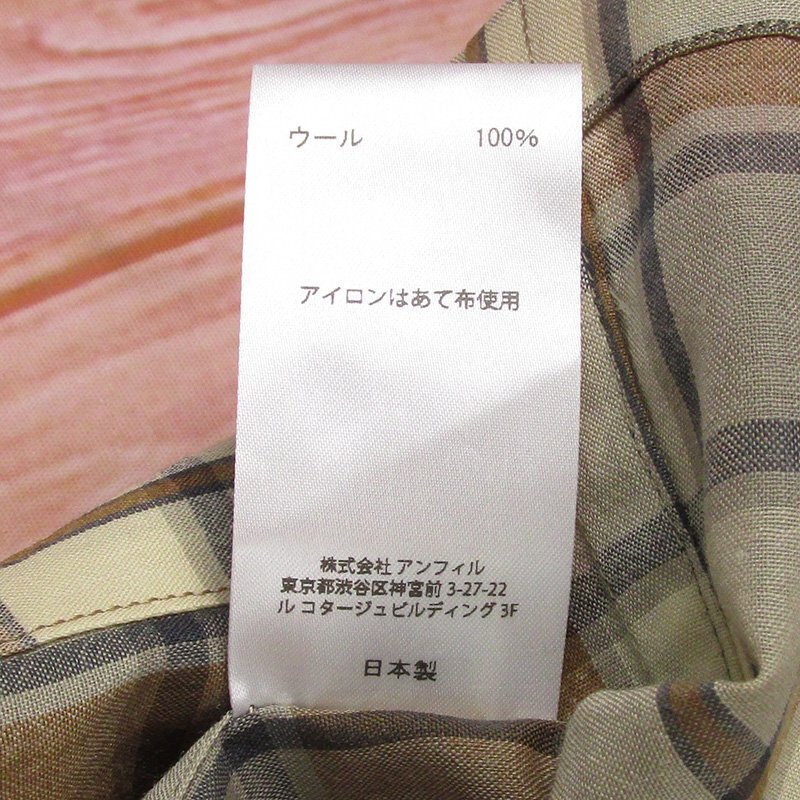 ウール 100%
アイロンはあて布使用
株式会社 アンフィル
東京都渋谷区神宮前 3-27-22
ル コタージュビルディング 3F
日本製